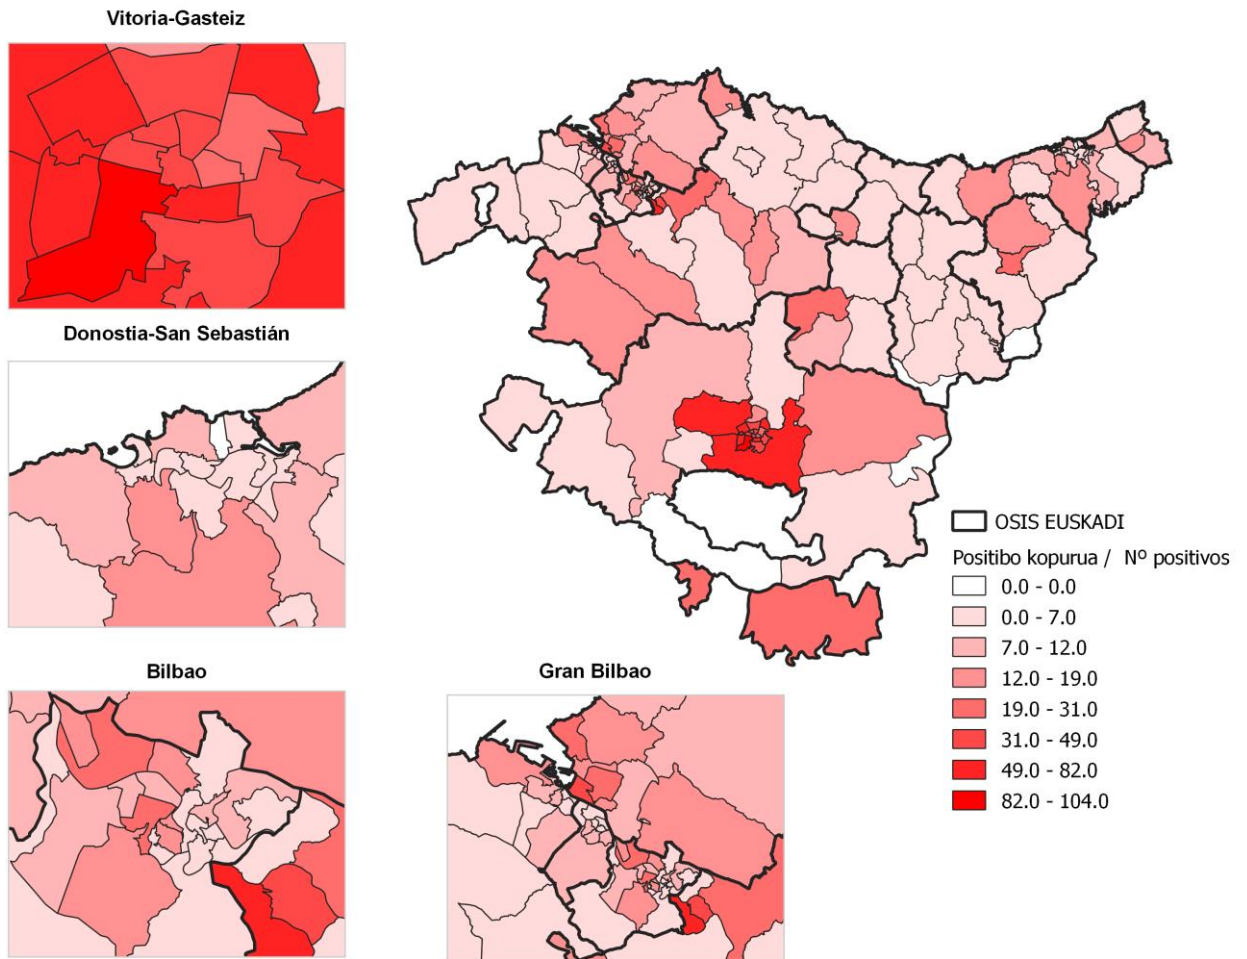 Vitoria-Gasteiz
Donostia-San Sebastián
Bilbao
Gran Bilbao
OSIS EUSKADI
Positibo kopurua / Nº positivos
0.0 - 0.0
0.0 - 7.0
7.0 - 12.0
12.0 - 19.0
19.0 - 31.0
31.0 - 49.0
49.0 - 82.0
82.0 - 104.0